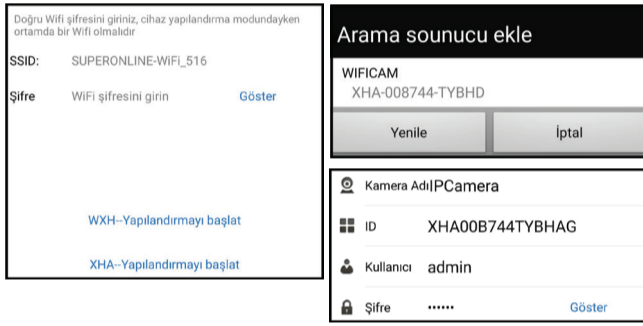 Doğru Wifi şifresini giriniz, cihaz yapılandırma modundayken
ortamda bir Wifi olmalıdır
SSID: SUPERONLINE-WiFi_516
Şifre WiFi şifresini girin Göster
WXH--Yapılandırmayı başlat
XHA--Yapılandırmayı başlat
Arama sounucu ekle
WIFICAM
XHA-008744-TYBHD
Yenile İptal
Kamera AdıIPCamera
ID XHA00B744TYBHAG
Kullanıcı admin
Şifre •••••• Göster